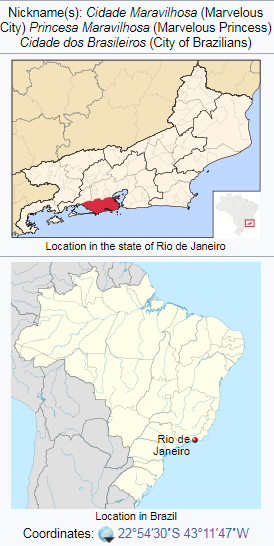 Nickname(s): Cidade Maravilhosa (Marvelous
City) Princesa Maravilhosa (Marvelous Princess)
Cidade dos Brasileiros (City of Brazilians)
Location in the state of Rio de Janeiro
Rio de
Janeiro
Location in Brazil
Coordinates: 22°54′30″S 43°11′47″W